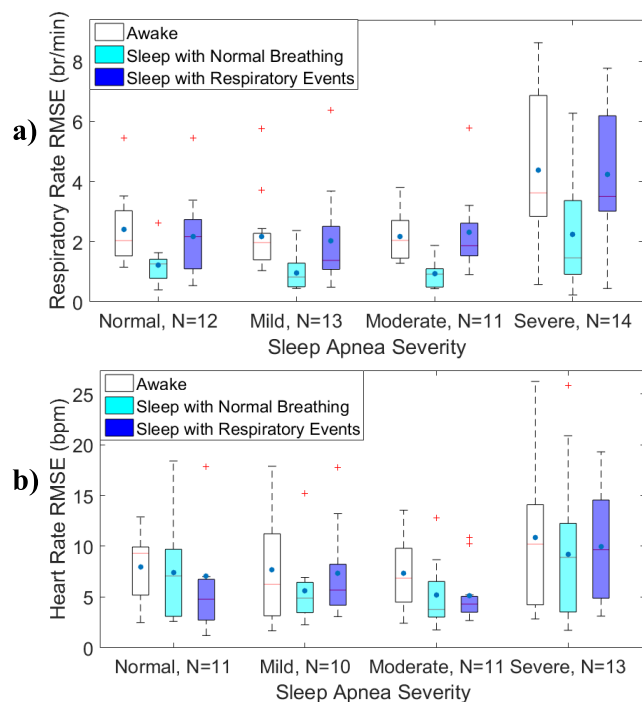 a)
Respiratory Rate RMSE (br/min)
8
6
4
2
0
Awake
Sleep with Normal Breathing
Sleep with Respiratory Events
Normal, N=12 Mild, N=13 Moderate, N=11 Severe, N=14
Sleep Apnea Severity
b)
Heart Rate RMSE (bpm)
25
20
15
10
5
0
Awake
Sleep with Normal Breathing
Sleep with Respiratory Events
Normal, N=11 Mild, N=10 Moderate, N=11 Severe, N=13
Sleep Apnea Severity